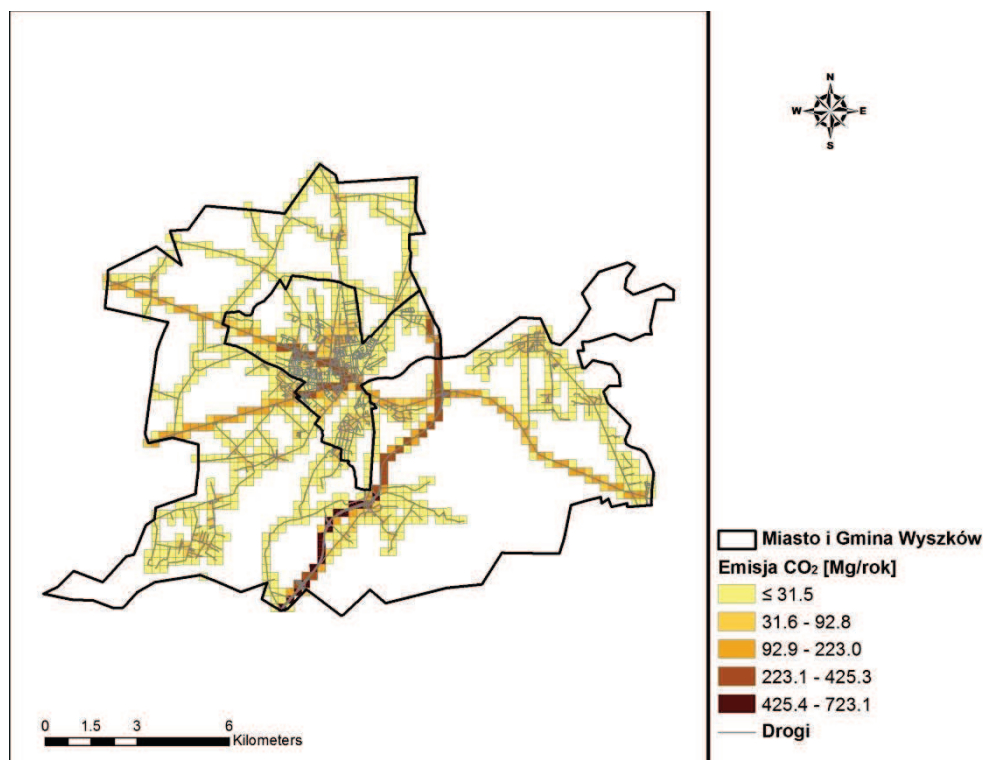 N
W E
S
Miasto i Gmina Wyszków
Emisja CO₂ [Mg/rok]
≤ 31.5
31.6 - 92.8
92.9 - 223.0
223.1 - 425.3
425.4 - 723.1
Drogi
0 1.5 3 6
Kilometers